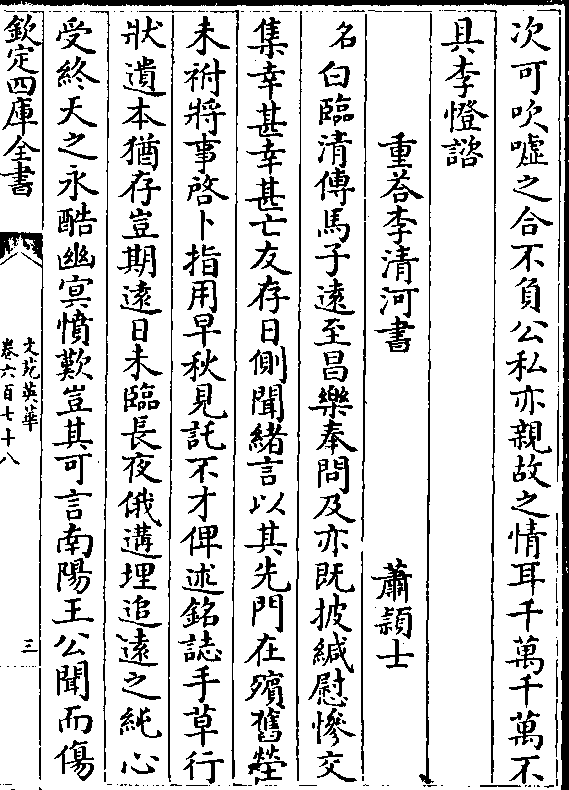 次可吹嘘之合不負公私亦親故之情耳千萬千萬不
具李憕諮
重荅李清河書
蕭頴士
名白臨清傅馬子逺至昌樂奉問及亦既披緘慰慘交
集幸甚幸甚亡友存日側聞緒言以其先門在殯舊塋
未祔將事啓卜指用早秋見託不才俾述銘誌手草行
狀遺本猶存豈期逺日未臨長夜俄遘埋追逺之純心
受終天之永酷幽㝠憤歎豈其可言南陽王公聞而傷
欽定四庫全書
文苑英華
卷六百七十八
三